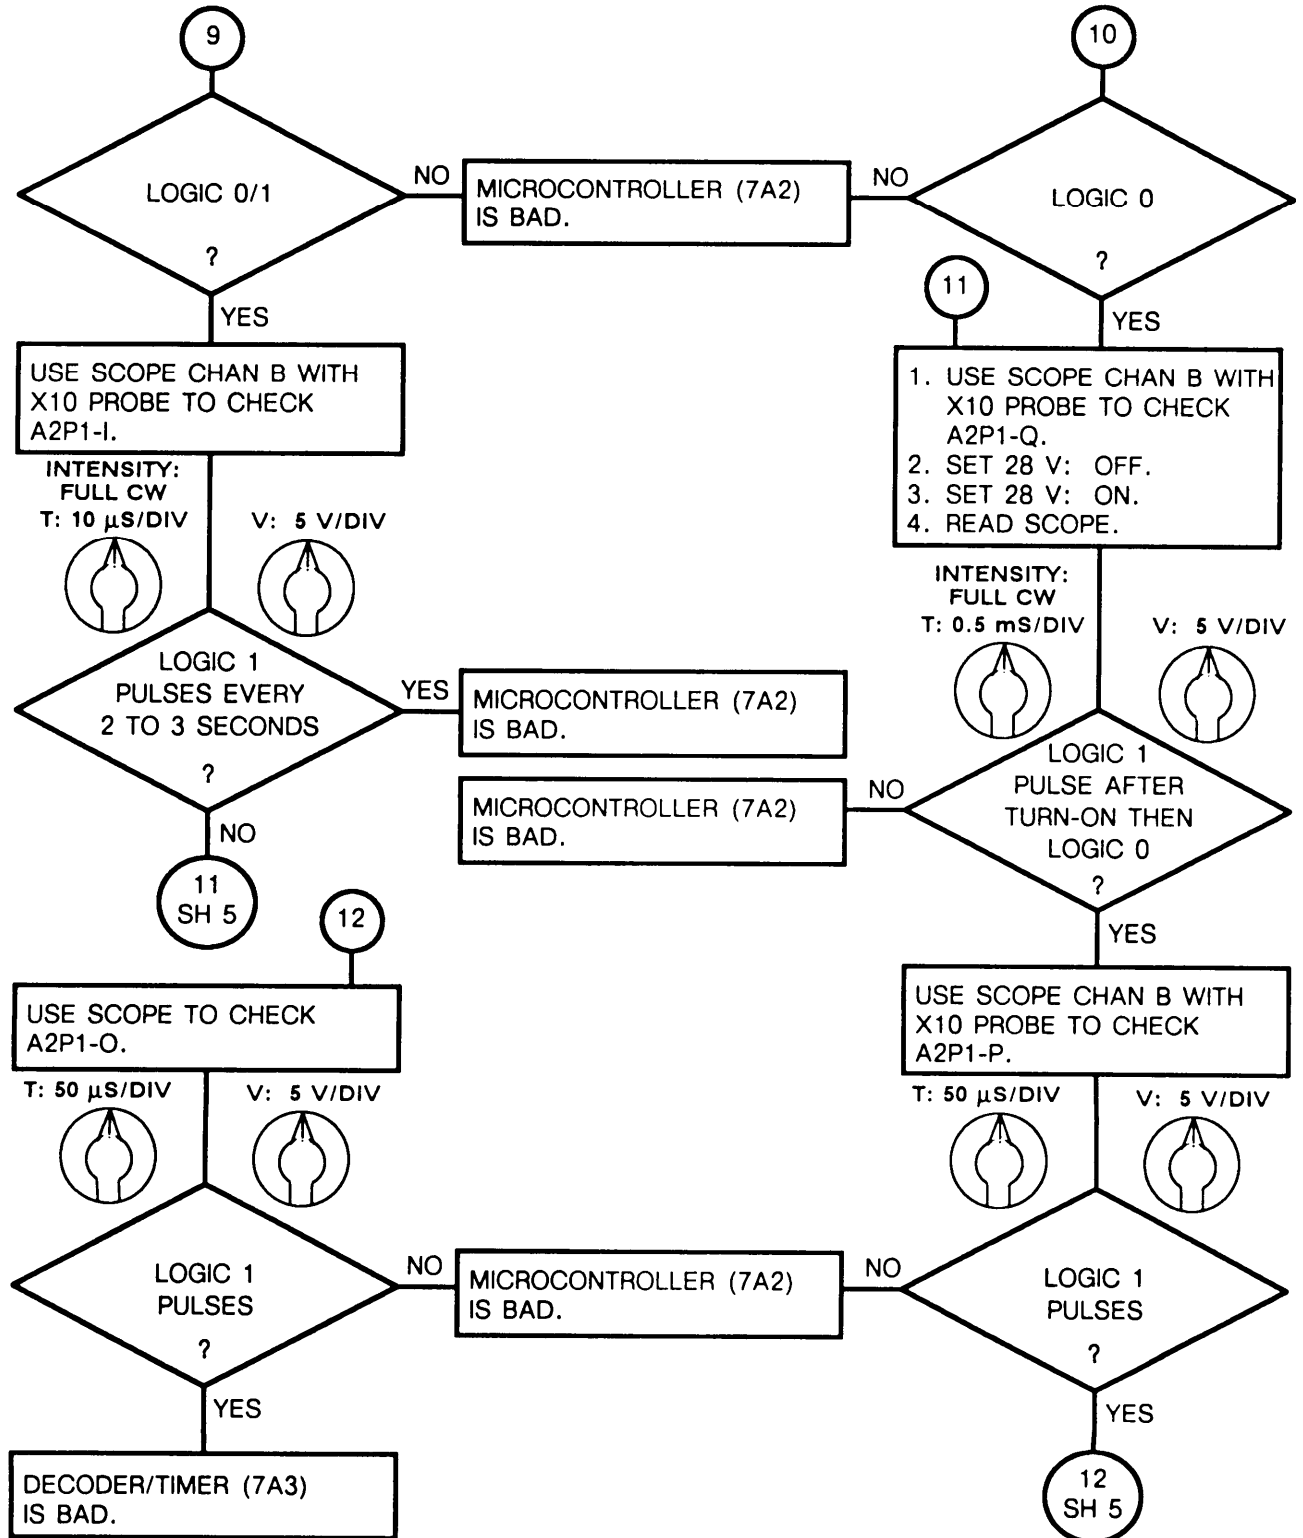 9
LOGIC 0/1
?
NO
MICROCONTROLLER (7A2)
IS BAD.
NO
10
LOGIC 0
?
YES
USE SCOPE CHAN B WITH
X10 PROBE TO CHECK
A2P1-I.
INTENSITY:
FULL CW
T: 10 µS/DIV
V: 5 V/DIV
LOGIC 1
PULSES EVERY
2 TO 3 SECONDS
?
YES
MICROCONTROLLER (7A2)
IS BAD.
NO
11
SH 5
11
YES
1. USE SCOPE CHAN B WITH
X10 PROBE TO CHECK
A2P1-Q.
2. SET 28 V: OFF.
3. SET 28 V: ON.
4. READ SCOPE.
INTENSITY:
FULL CW
T: 0.5 mS/DIV
V: 5 V/DIV
LOGIC 1
PULSE AFTER
TURN-ON THEN
LOGIC 0
?
NO
MICROCONTROLLER (7A2)
IS BAD.
YES
USE SCOPE CHAN B WITH
X10 PROBE TO CHECK
A2P1-P.
T: 50 µS/DIV
V: 5 V/DIV
LOGIC 1
PULSES
?
NO
MICROCONTROLLER (7A2)
IS BAD.
YES
12
SH 5
12
USE SCOPE TO CHECK
A2P1-O.
T: 50 µS/DIV
V: 5 V/DIV
LOGIC 1
PULSES
?
NO
YES
DECODER/TIMER (7A3)
IS BAD.